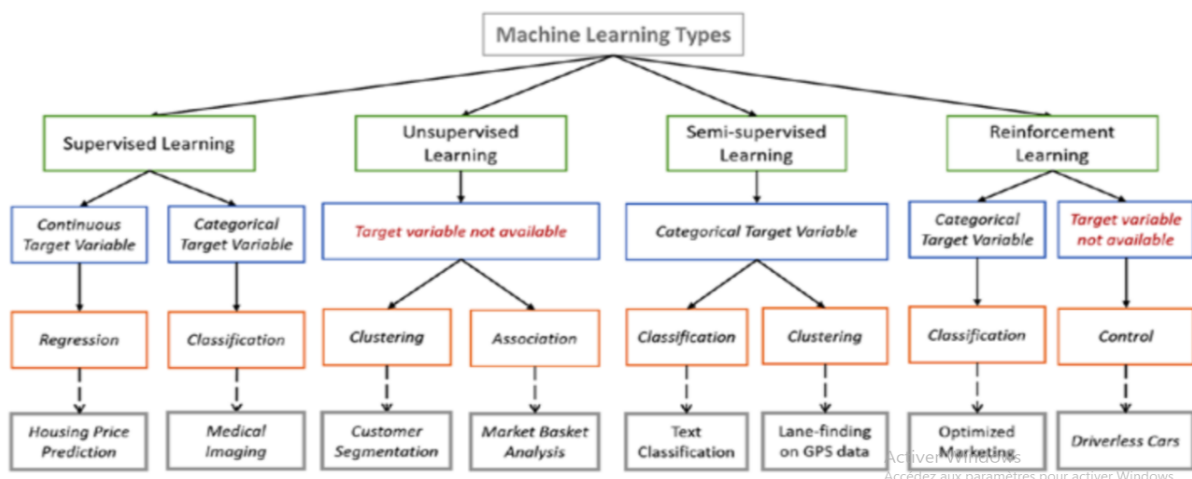 Machine Learning Types
Supervised Learning
Unsupervised
Learning
Semi-supervised
Learning
Reinforcement
Learning
Continuous
Target Variable
Categorical
Target Variable
Target variable not available
Categorical Target Variable
Categorical
Target Variable
Target variable
not available
Regression
Classification
Clustering
Association
Classification
Clustering
Classification
Control
Housing Price
Prediction
Medical
Imaging
Customer
Segmentation
Market Basket
Analysis
Text
Classification
Lane-finding
on GPS data
Optimized
Marketing
Driverless Cars
Activer Windows
Accédez aux paramètres pour activer Windows